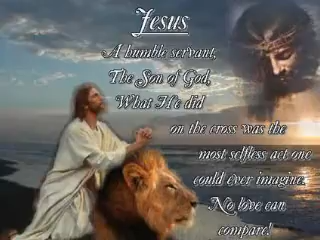 Jesus
A humble servant,
The Son of God,
What He did
on the cross was the
most selfless act one
could ever imagine.
No love can
compare!